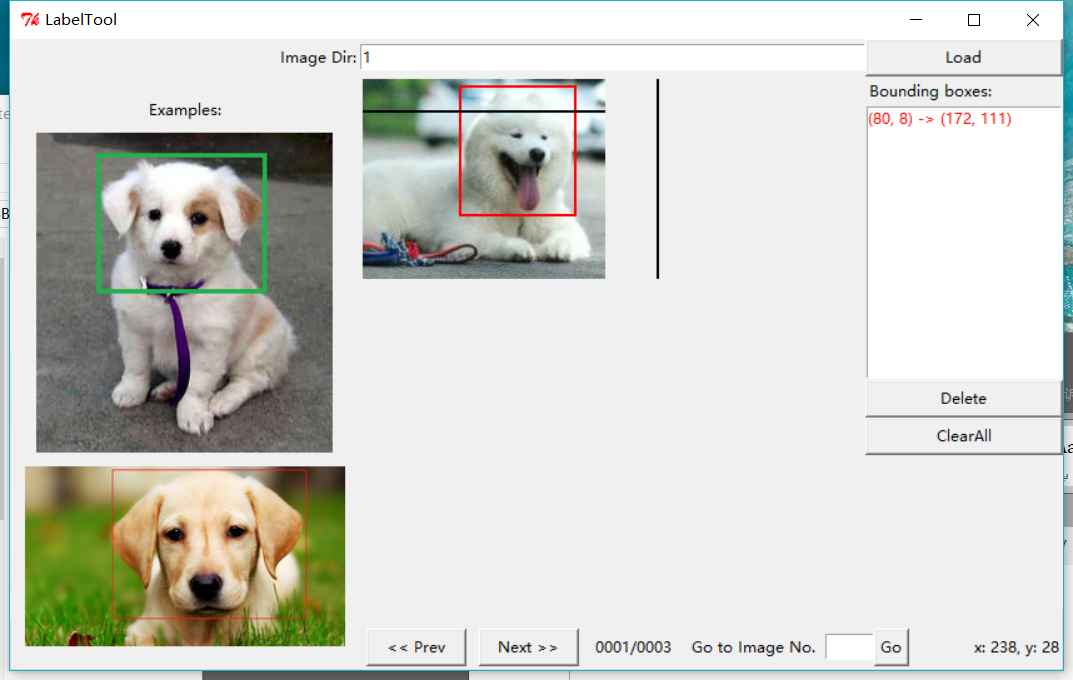 LabelTool
Image Dir: 1
Load
Examples:
Bounding boxes:
(80, 8) -> (172, 111)
Delete
ClearAll
<< Prev
Next >>
0001/0003
Go to Image No.
Go
x: 238, y: 28